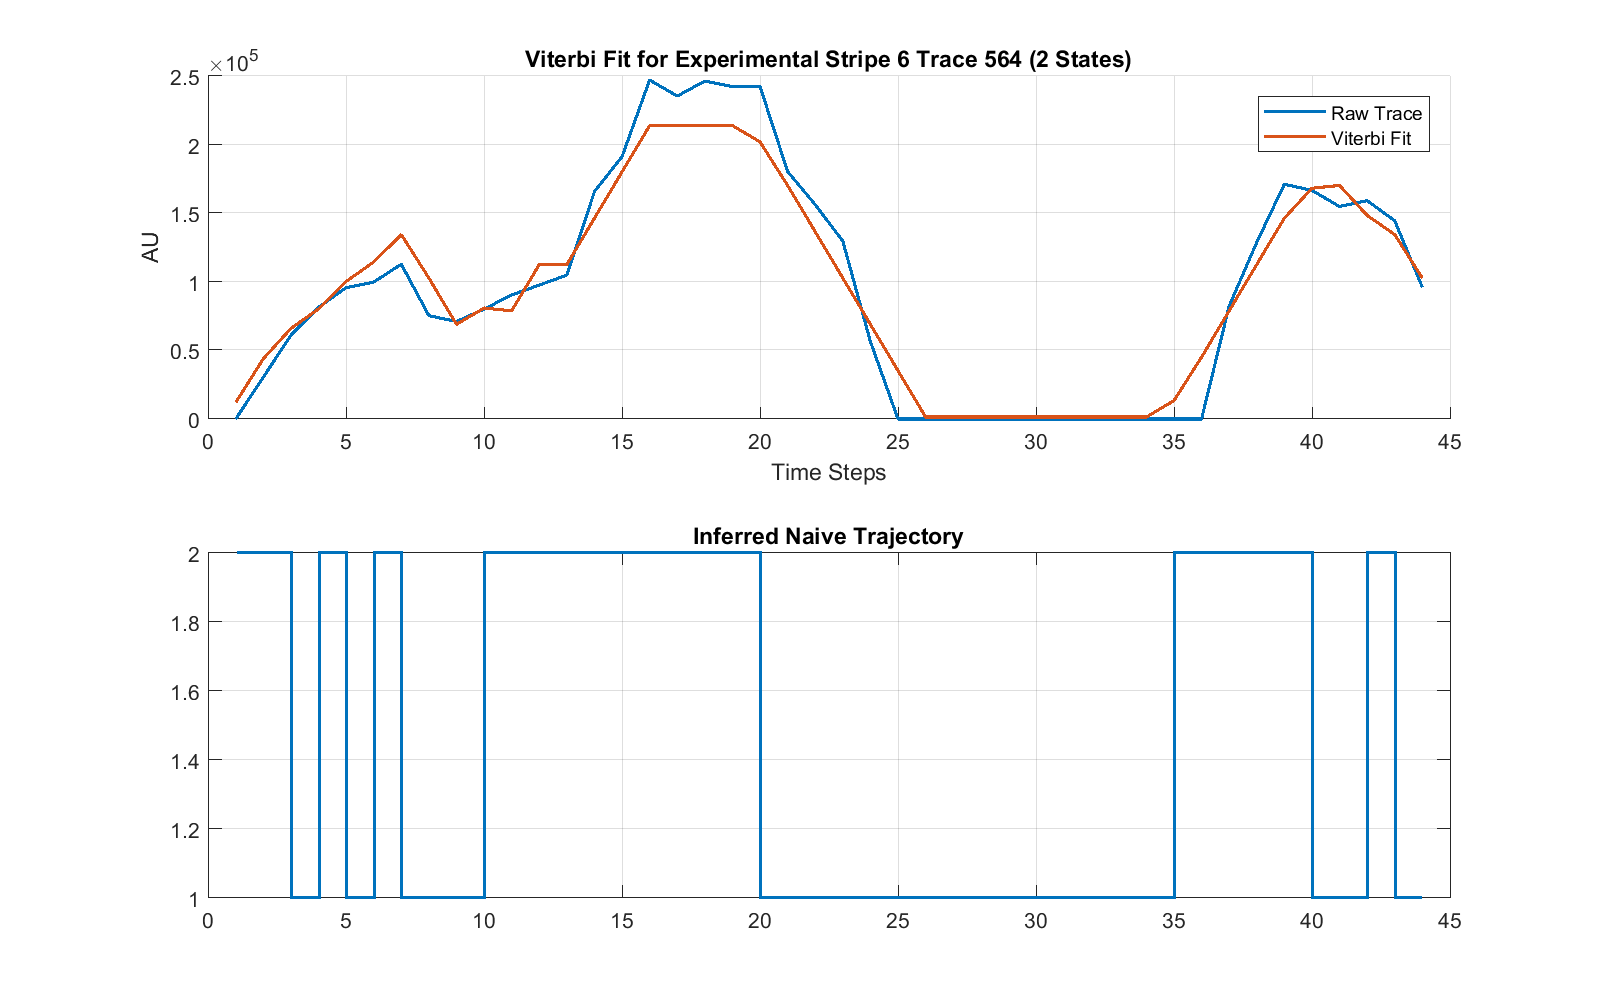 Viterbi Fit for Experimental Stripe 6 Trace 564 (2 States)
×10^5
2.5
2
1.5
1
0.5
0
AU
Raw Trace
Viterbi Fit
0 5 10 15 20 25 30 35 40 45
Time Steps
Inferred Naive Trajectory
2
1.8
1.6
1.4
1.2
1
0 5 10 15 20 25 30 35 40 45